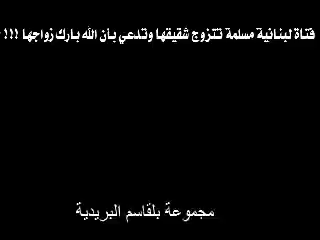 فتاة لبنانية مسلمة تتزوج شقيقها وتدعي بأن الله بارك زواجها !!!
مجموعة بلقاسم البريدية